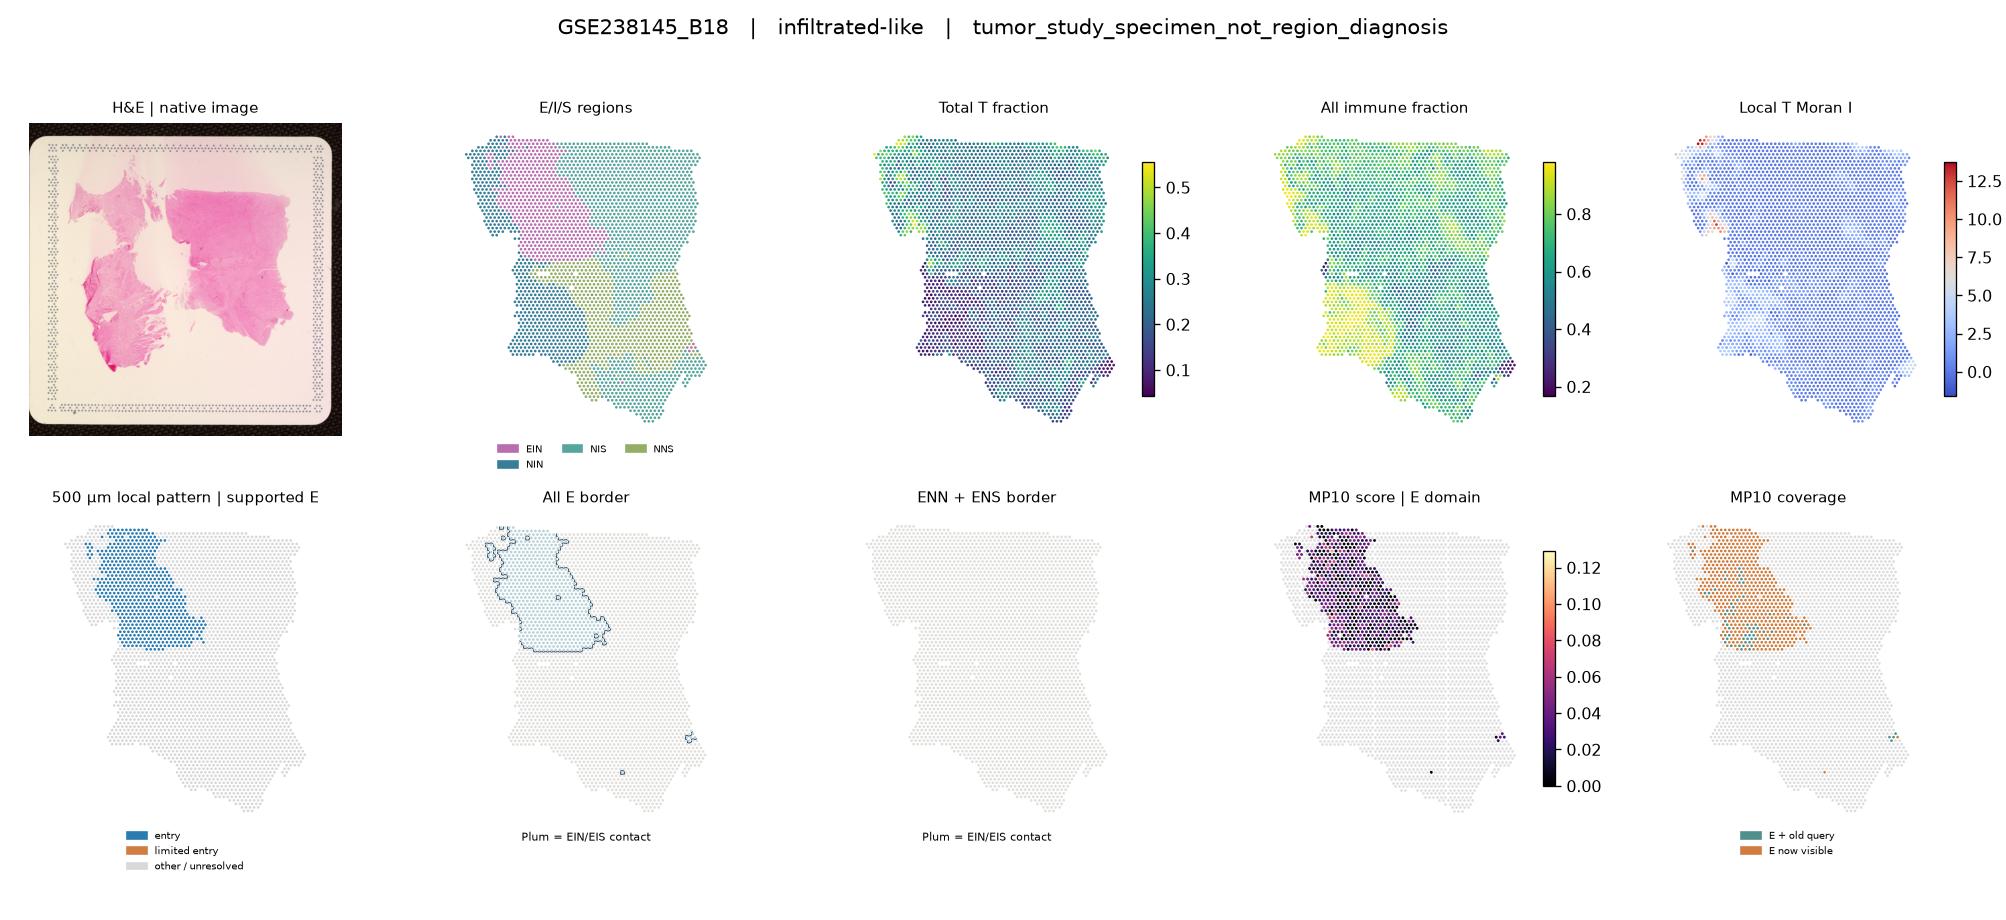 GSE238145_B18 | infiltrated-like | tumor_study_specimen_not_region_diagnosis
H&E | native image
E/I/S regions
Total T fraction
All immune fraction
Local T Moran I
EIN
NIS
NNS
NIN
0.5
0.4
0.3
0.2
0.1
0.8
0.6
0.4
0.2
12.5
10.0
7.5
5.0
2.5
0.0
500 µm local pattern | supported E
All E border
ENN + ENS border
MP10 score | E domain
MP10 coverage
entry
limited entry
other / unresolved
Plum = EIN/EIS contact
Plum = EIN/EIS contact
0.12
0.10
0.08
0.06
0.04
0.02
0.00
E + old query
E now visible